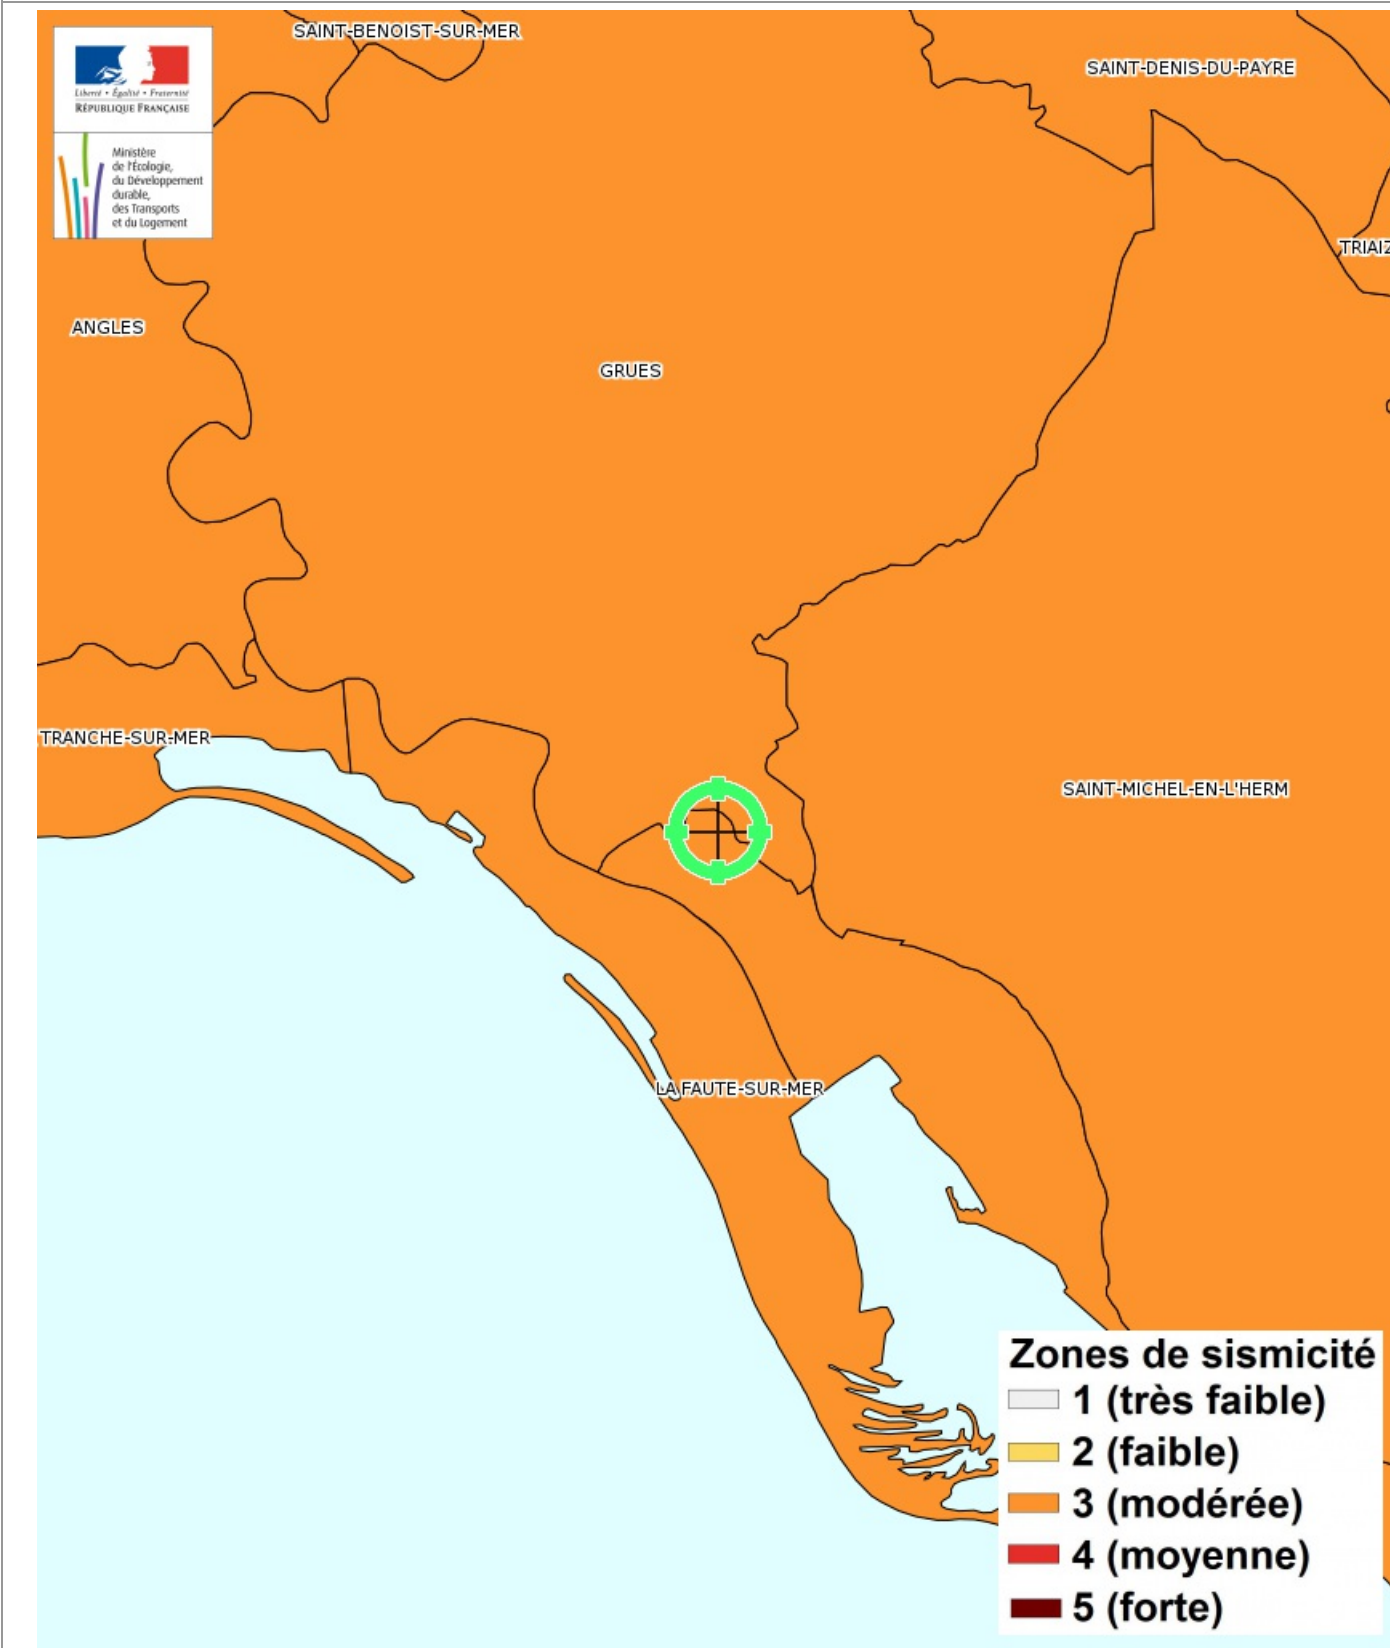 SAINT-BENOIST-SUR-MER
SAINT-DENIS-DU-PAYRE
Liberté • Égalité • Fraternité
RÉPUBLIQUE FRANÇAISE
Ministère
de l'Écologie,
du Développement
durable,
des Transports
et du Logement
TRIAIZ
ANGLES
GRUES
TRANCHE-SUR-MER
SAINT-MICHEL-EN-L'HERM
LA FAUTE-SUR-MER
Zones de sismicité
1 (très faible)
2 (faible)
3 (modérée)
4 (moyenne)
5 (forte)